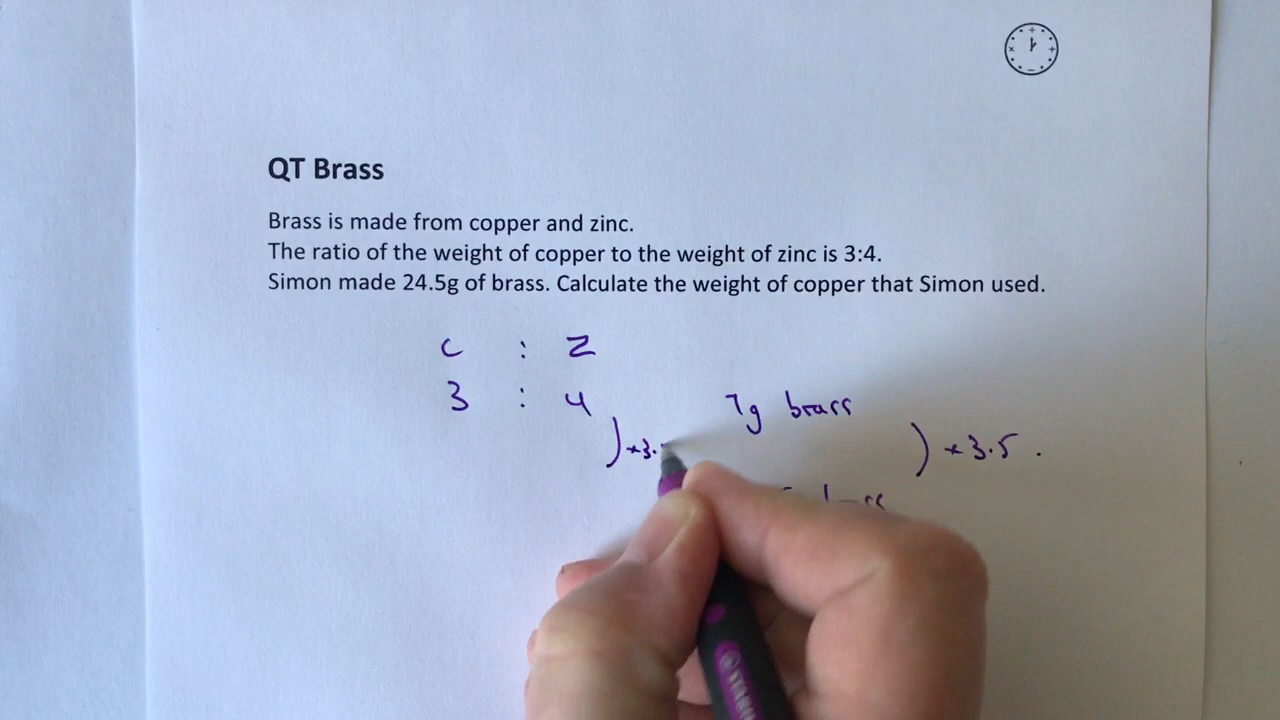 QT Brass
Brass is made from copper and zinc.
The ratio of the weight of copper to the weight of zinc is 3:4.
Simon made 24.5g of brass. Calculate the weight of copper that Simon used.
C : Z
3 : 4
7g brass
) ×3.
) × 3.5 .